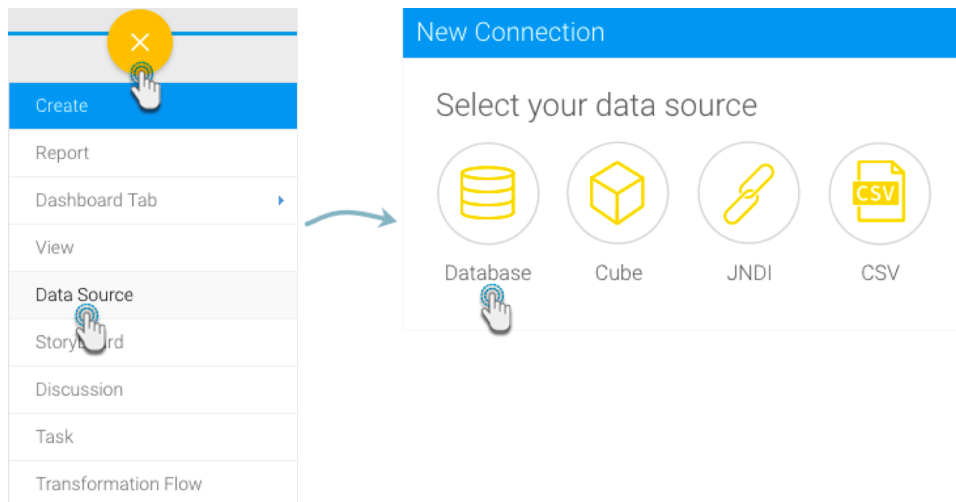 Create
Report
Dashboard Tab
View
Data Source
Storyboard
Discussion
Task
Transformation Flow
New Connection
Select your data source
CSV
Database
Cube
JNDI
CSV